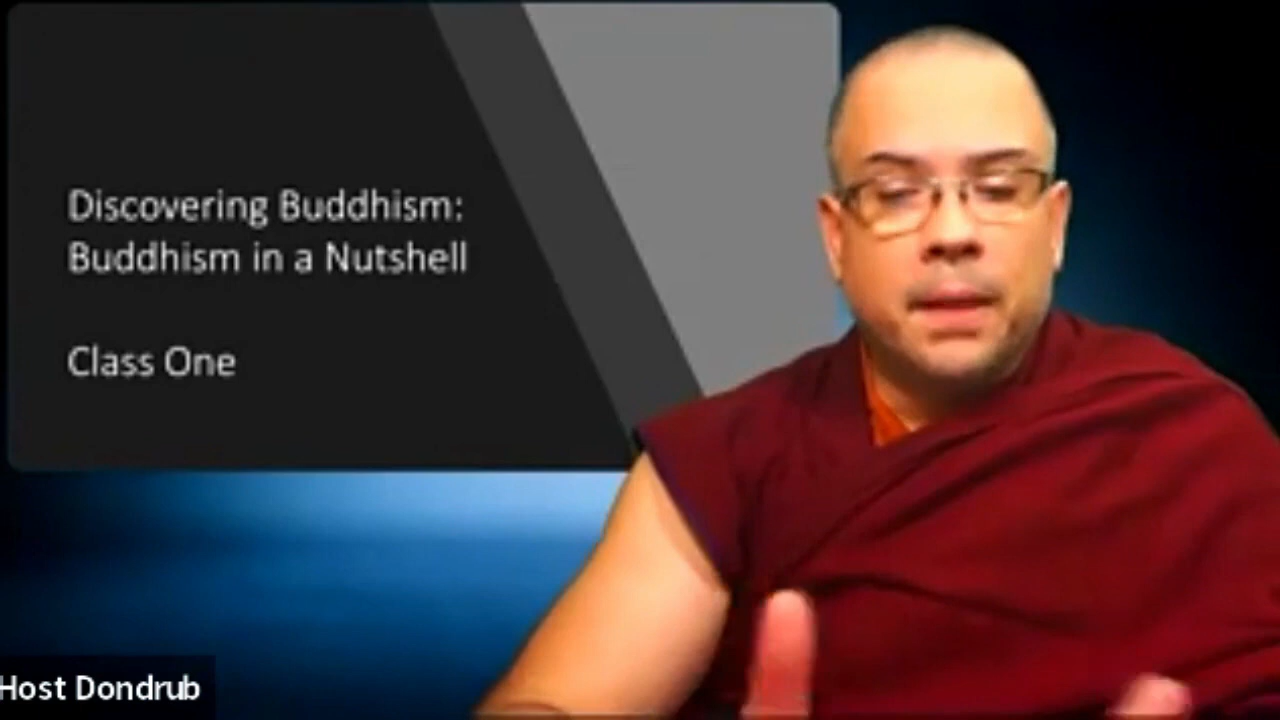 Discovering Buddhism:
Buddhism in a Nutshell
Class One
Host Dondrub